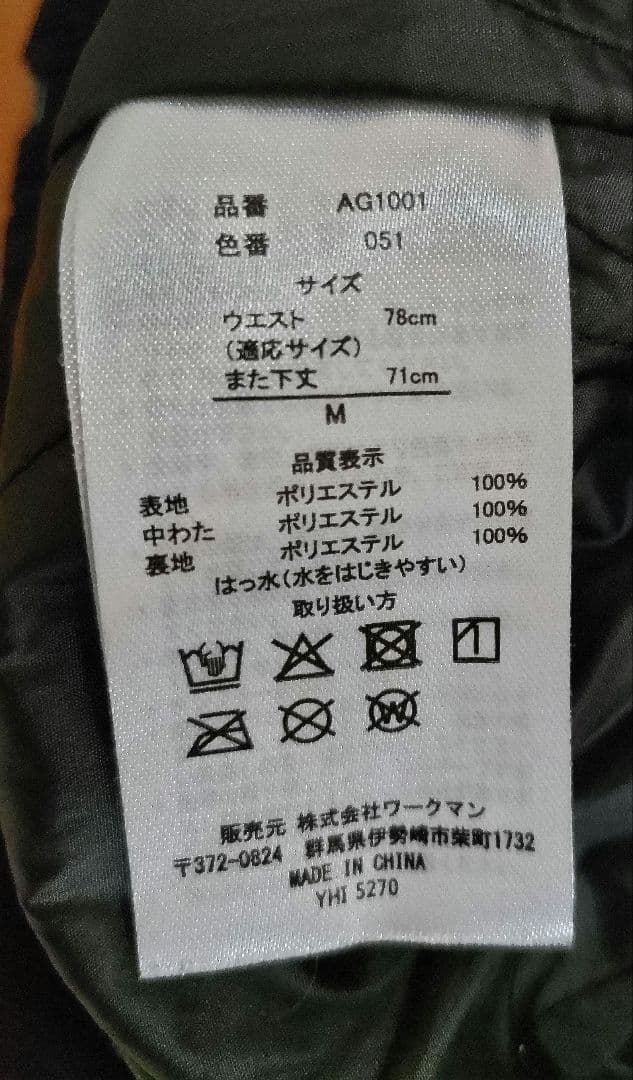 品番 AG1001
色番 051
サイズ
ウエスト 78cm
(適応サイズ)
また下丈 71cm
M
品質表示
表地 ポリエステル 100%
中わた ポリエステル 100%
裏地 ポリエステル 100%
はっ水(水をはじきやすい)
取り扱い方
W
販売元 株式会社ワークマン
〒372-0824 群馬県伊勢崎市柴町1732
MADE IN CHINA
YHI 5270